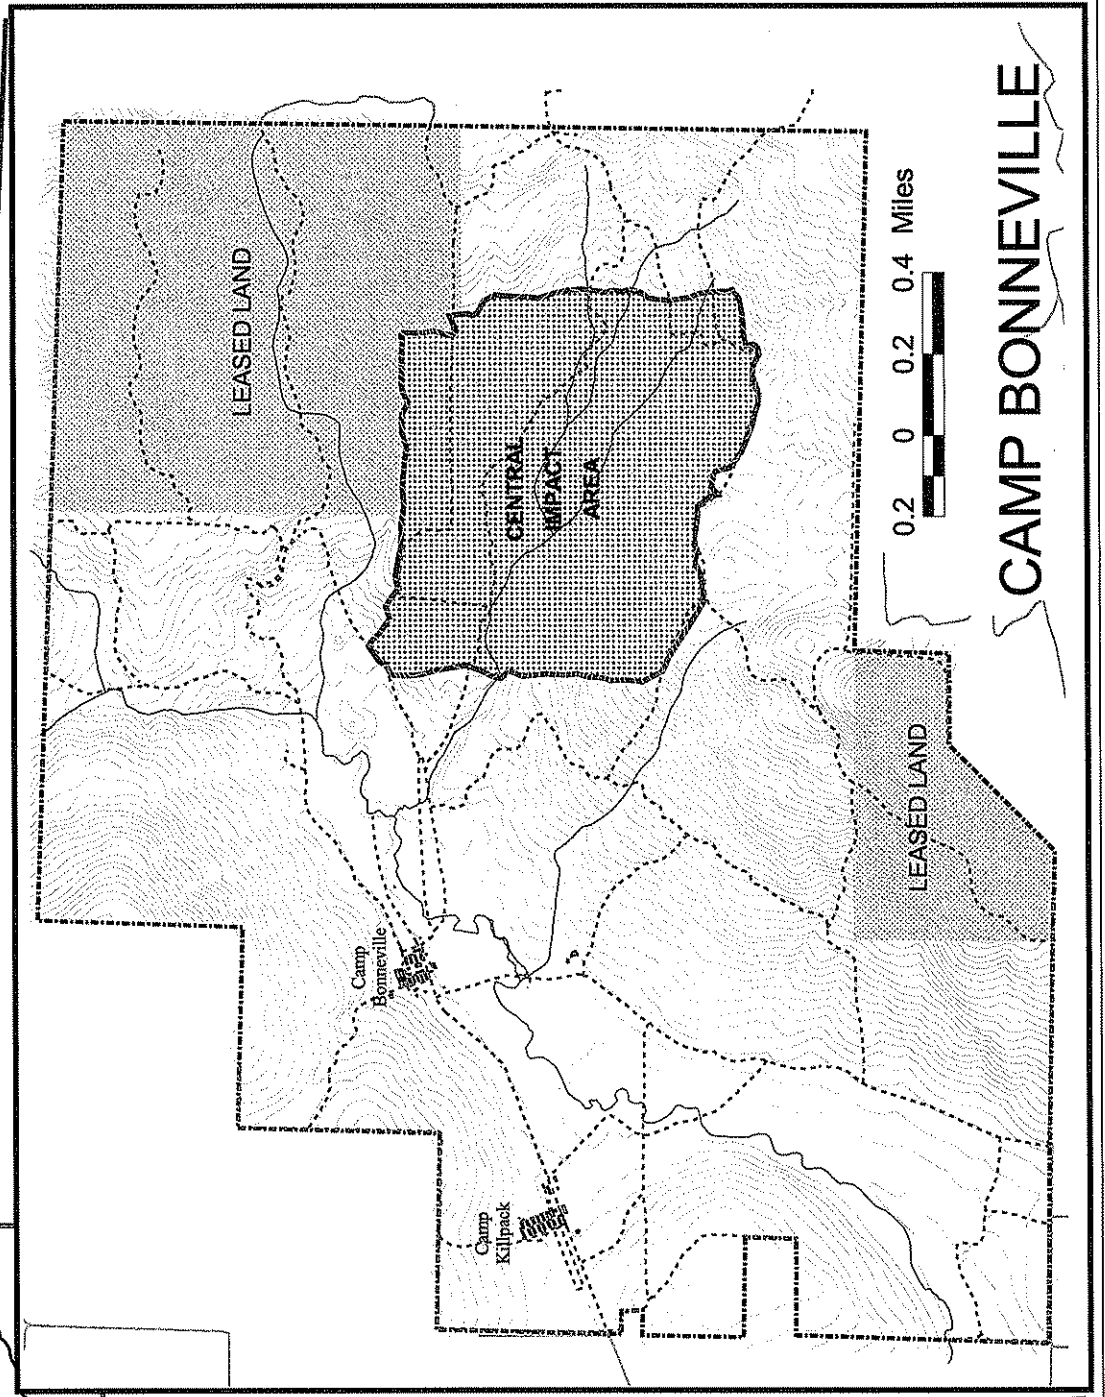 LEASED LAND
CENTRAL
IMPACT
AREA
Camp
Bonneville
Camp
Killpack
LEASED LAND
0.2 0 0.2 0.4 Miles
CAMP BONNEVILLE